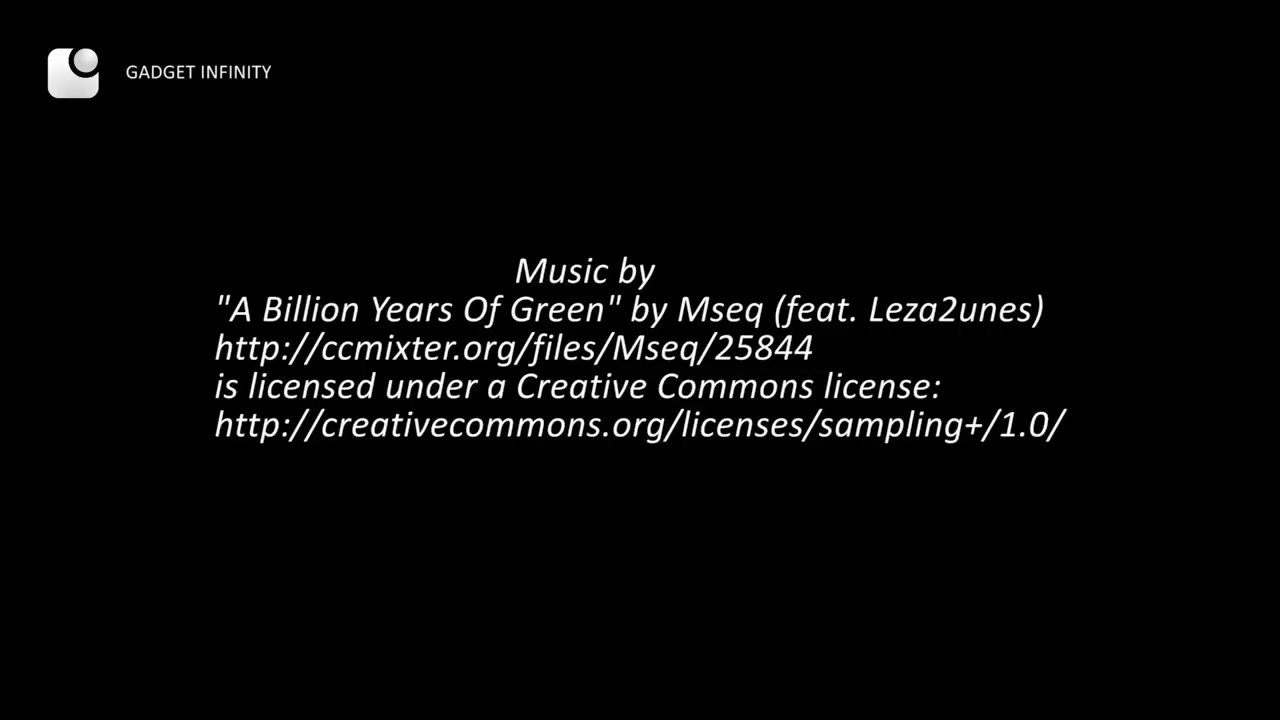 GADGET INFINITY
Music by
"A Billion Years Of Green" by Mseq (feat. Leza2unes)
http://ccmixter.org/files/Mseq/25844
is licensed under a Creative Commons license:
http://creativecommons.org/licenses/sampling+/1.0/